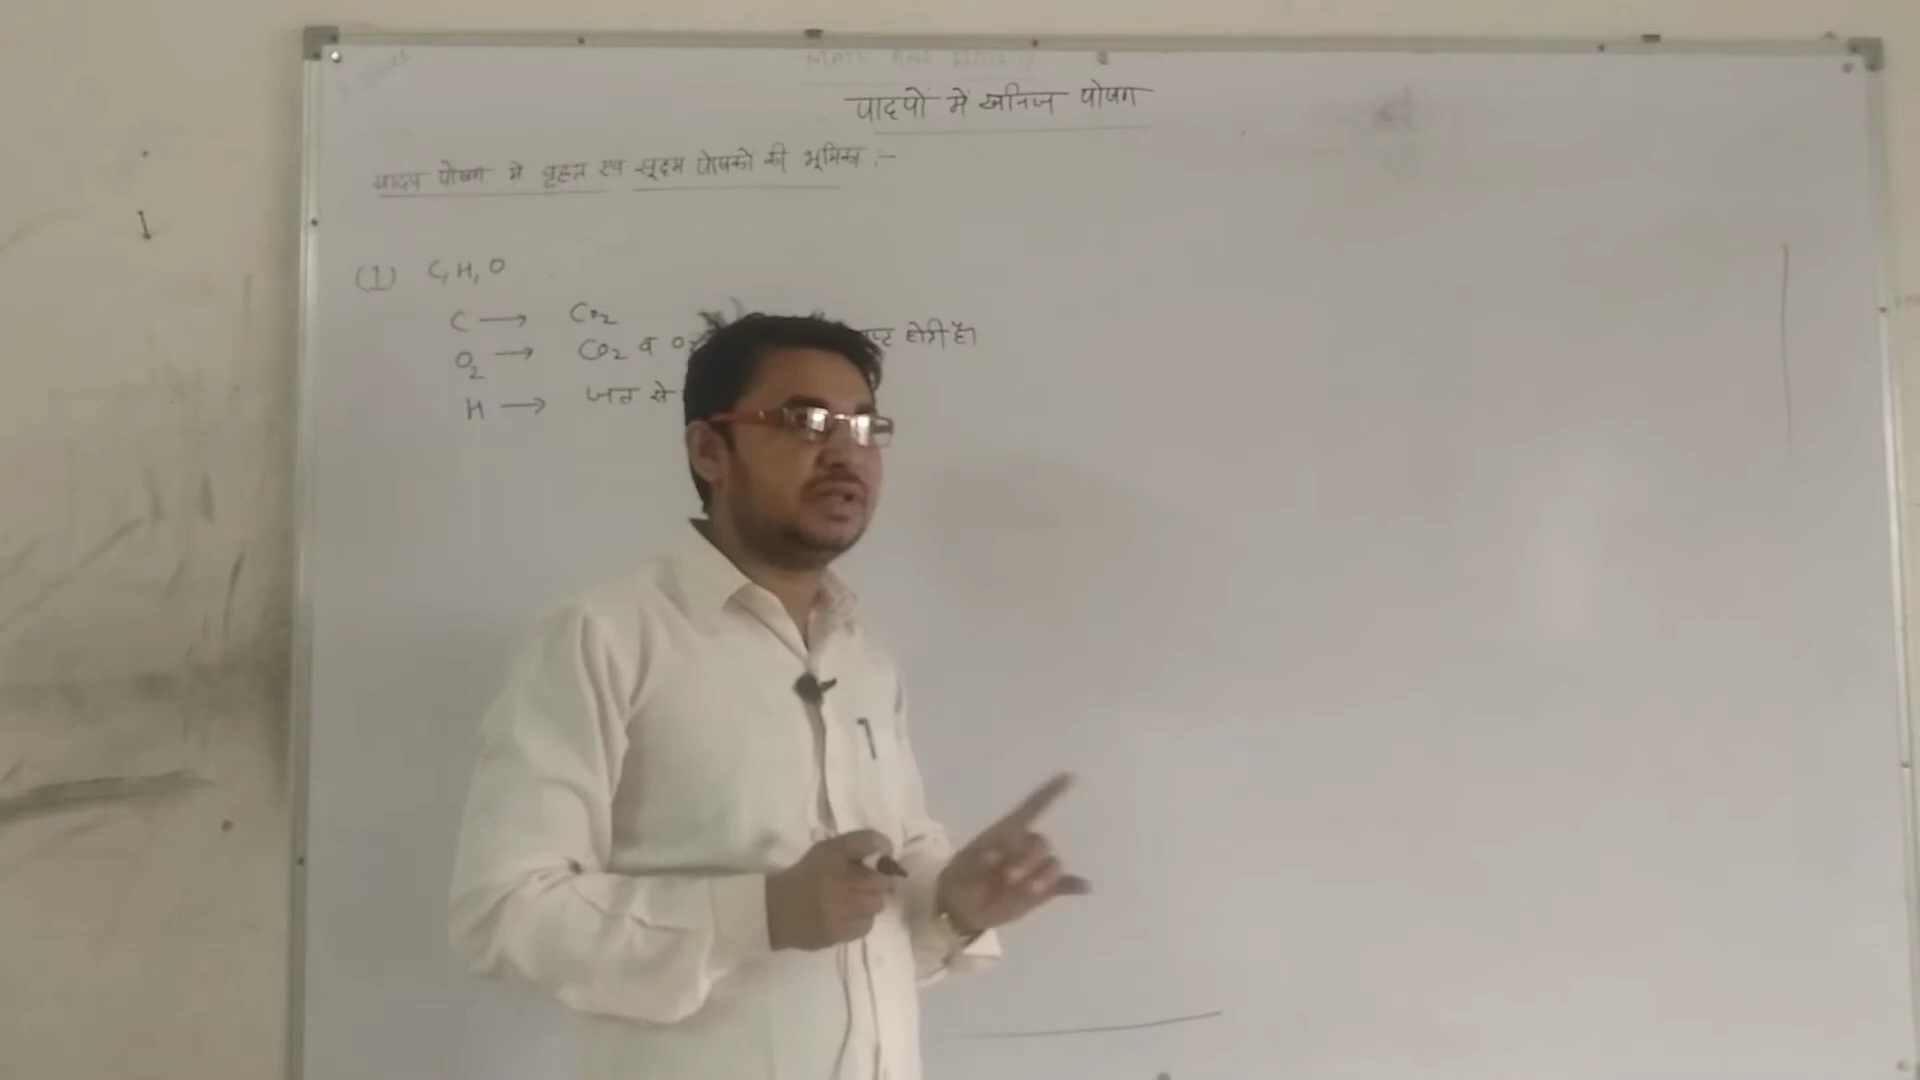 पादपों में खनिज पोषण
पादप पोषण में वृहत एवं सूक्ष्म पोषकों की भूमिका :-
(1) C, H, O
C → CO2
O2 → CO2 व O2 होती है।
H → जल से